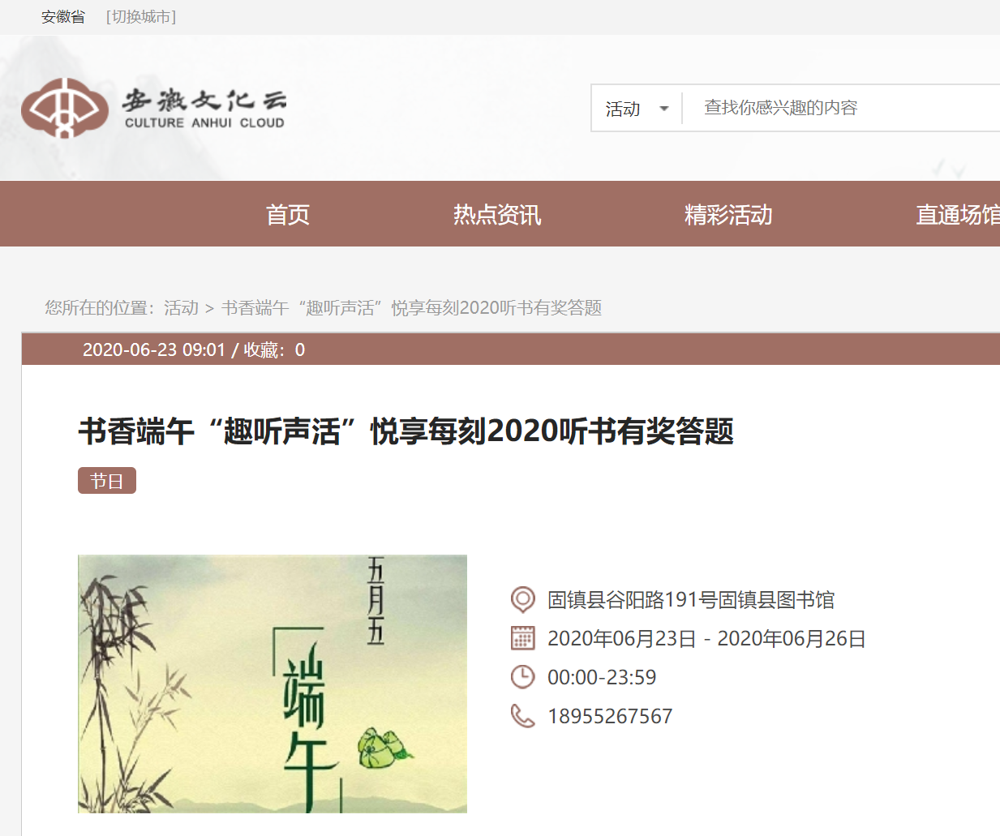 安徽省 [切换城市]
安徽文化云
CULTURE ANHUI CLOUD
活动 查找你感兴趣的内容
首页 热点资讯 精彩活动 直通场馆
您所在的位置：活动 > 书香端午“趣听声活”悦享每刻2020听书有奖答题
2020-06-23 09:01 / 收藏：0
书香端午“趣听声活”悦享每刻2020听书有奖答题
节日
五月五
端午
固镇县谷阳路191号固镇县图书馆
2020年06月23日 - 2020年06月26日
00:00-23:59
18955267567